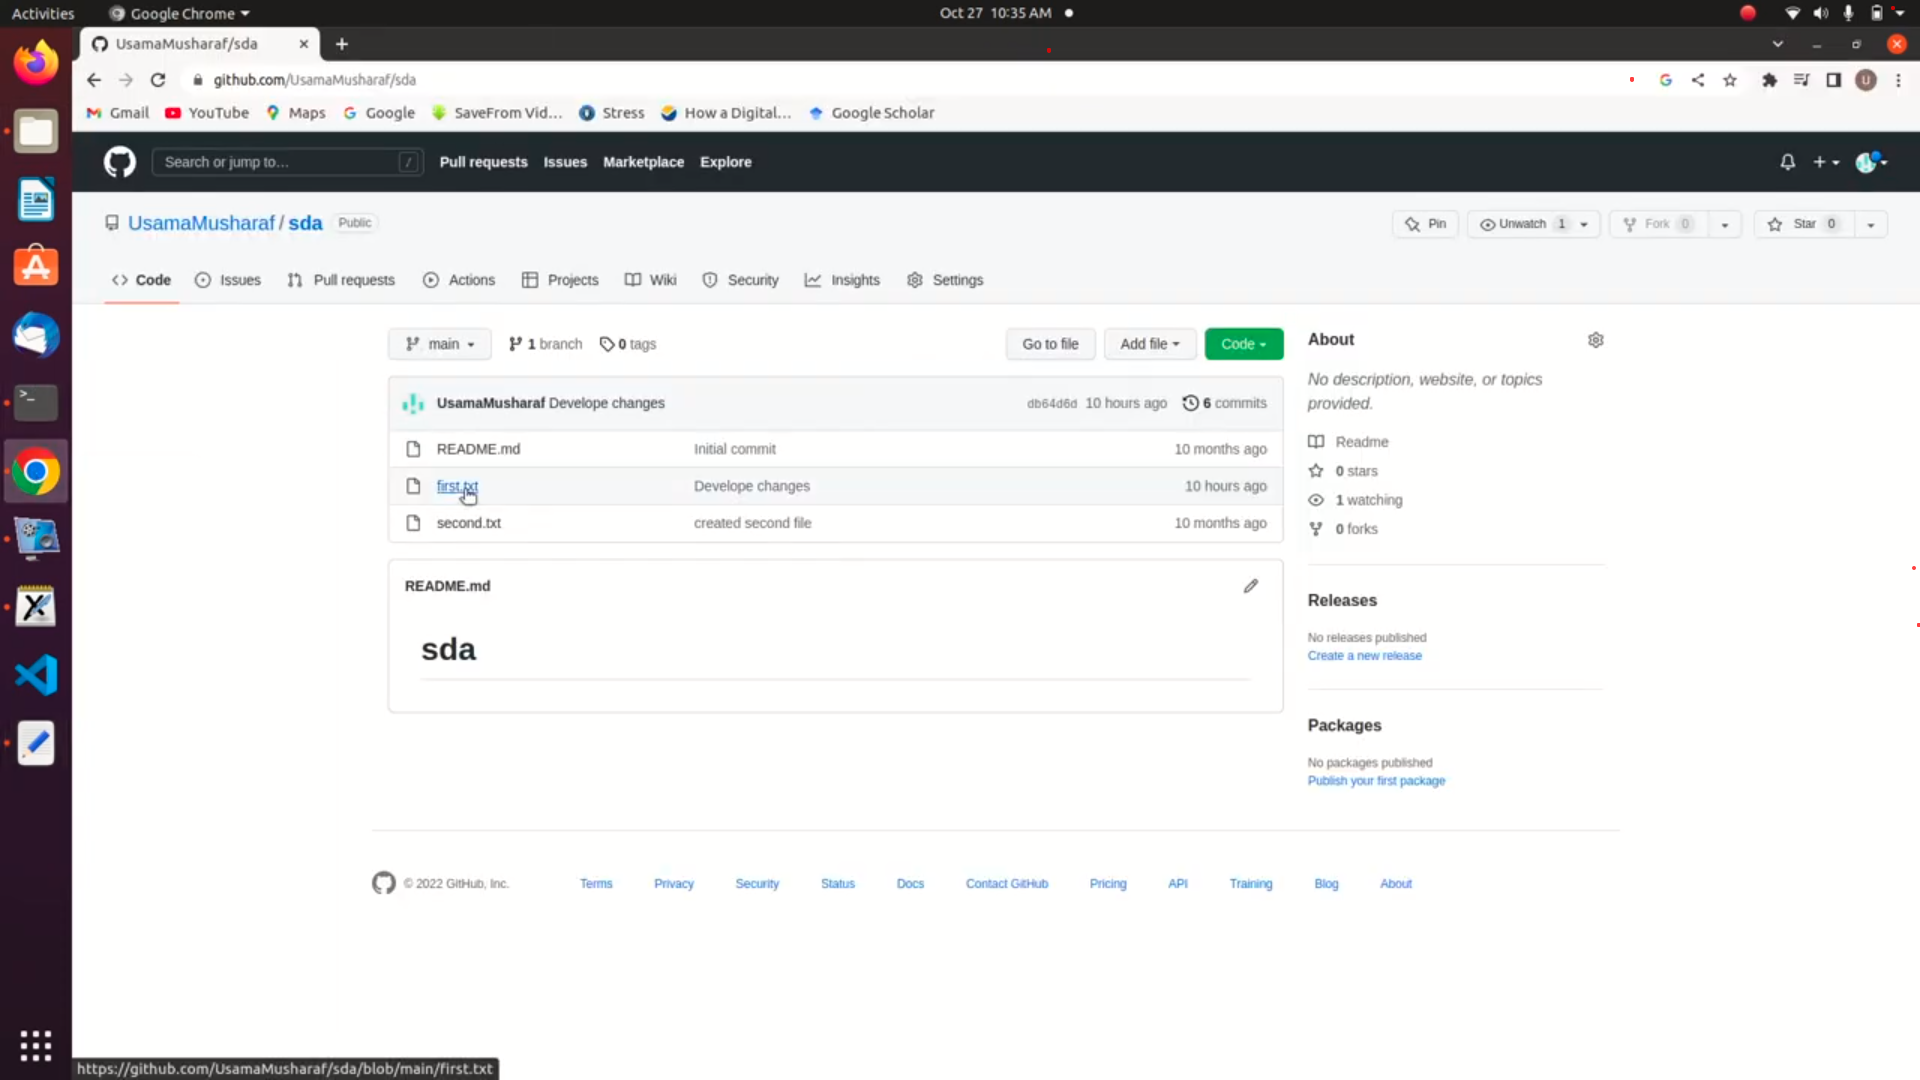 Activities Google Chrome Oct 27 10:35 AM
UsamaMusharaf/sda
github.com/UsamaMusharaf/sda
Gmail YouTube Maps Google SaveFrom Vid... Stress How a Digital... Google Scholar
Search or jump to... / Pull requests Issues Marketplace Explore
UsamaMusharaf / sda Public Pin Unwatch 1 Fork 0 Star 0
Code Issues Pull requests Actions Projects Wiki Security Insights Settings
main 1 branch 0 tags Go to file Add file Code
UsamaMusharaf Develope changes db64d6d 10 hours ago 6 commits
README.md Initial commit 10 months ago
first.txt Develope changes 10 hours ago
second.txt created second file 10 months ago
README.md
sda
About
No description, website, or topics
provided.
Readme
0 stars
1 watching
0 forks
Releases
No releases published
Create a new release
Packages
No packages published
Publish your first package
© 2022 GitHub, Inc. Terms Privacy Security Status Docs Contact GitHub Pricing API Training Blog About
https://github.com/UsamaMusharaf/sda/blob/main/first.txt